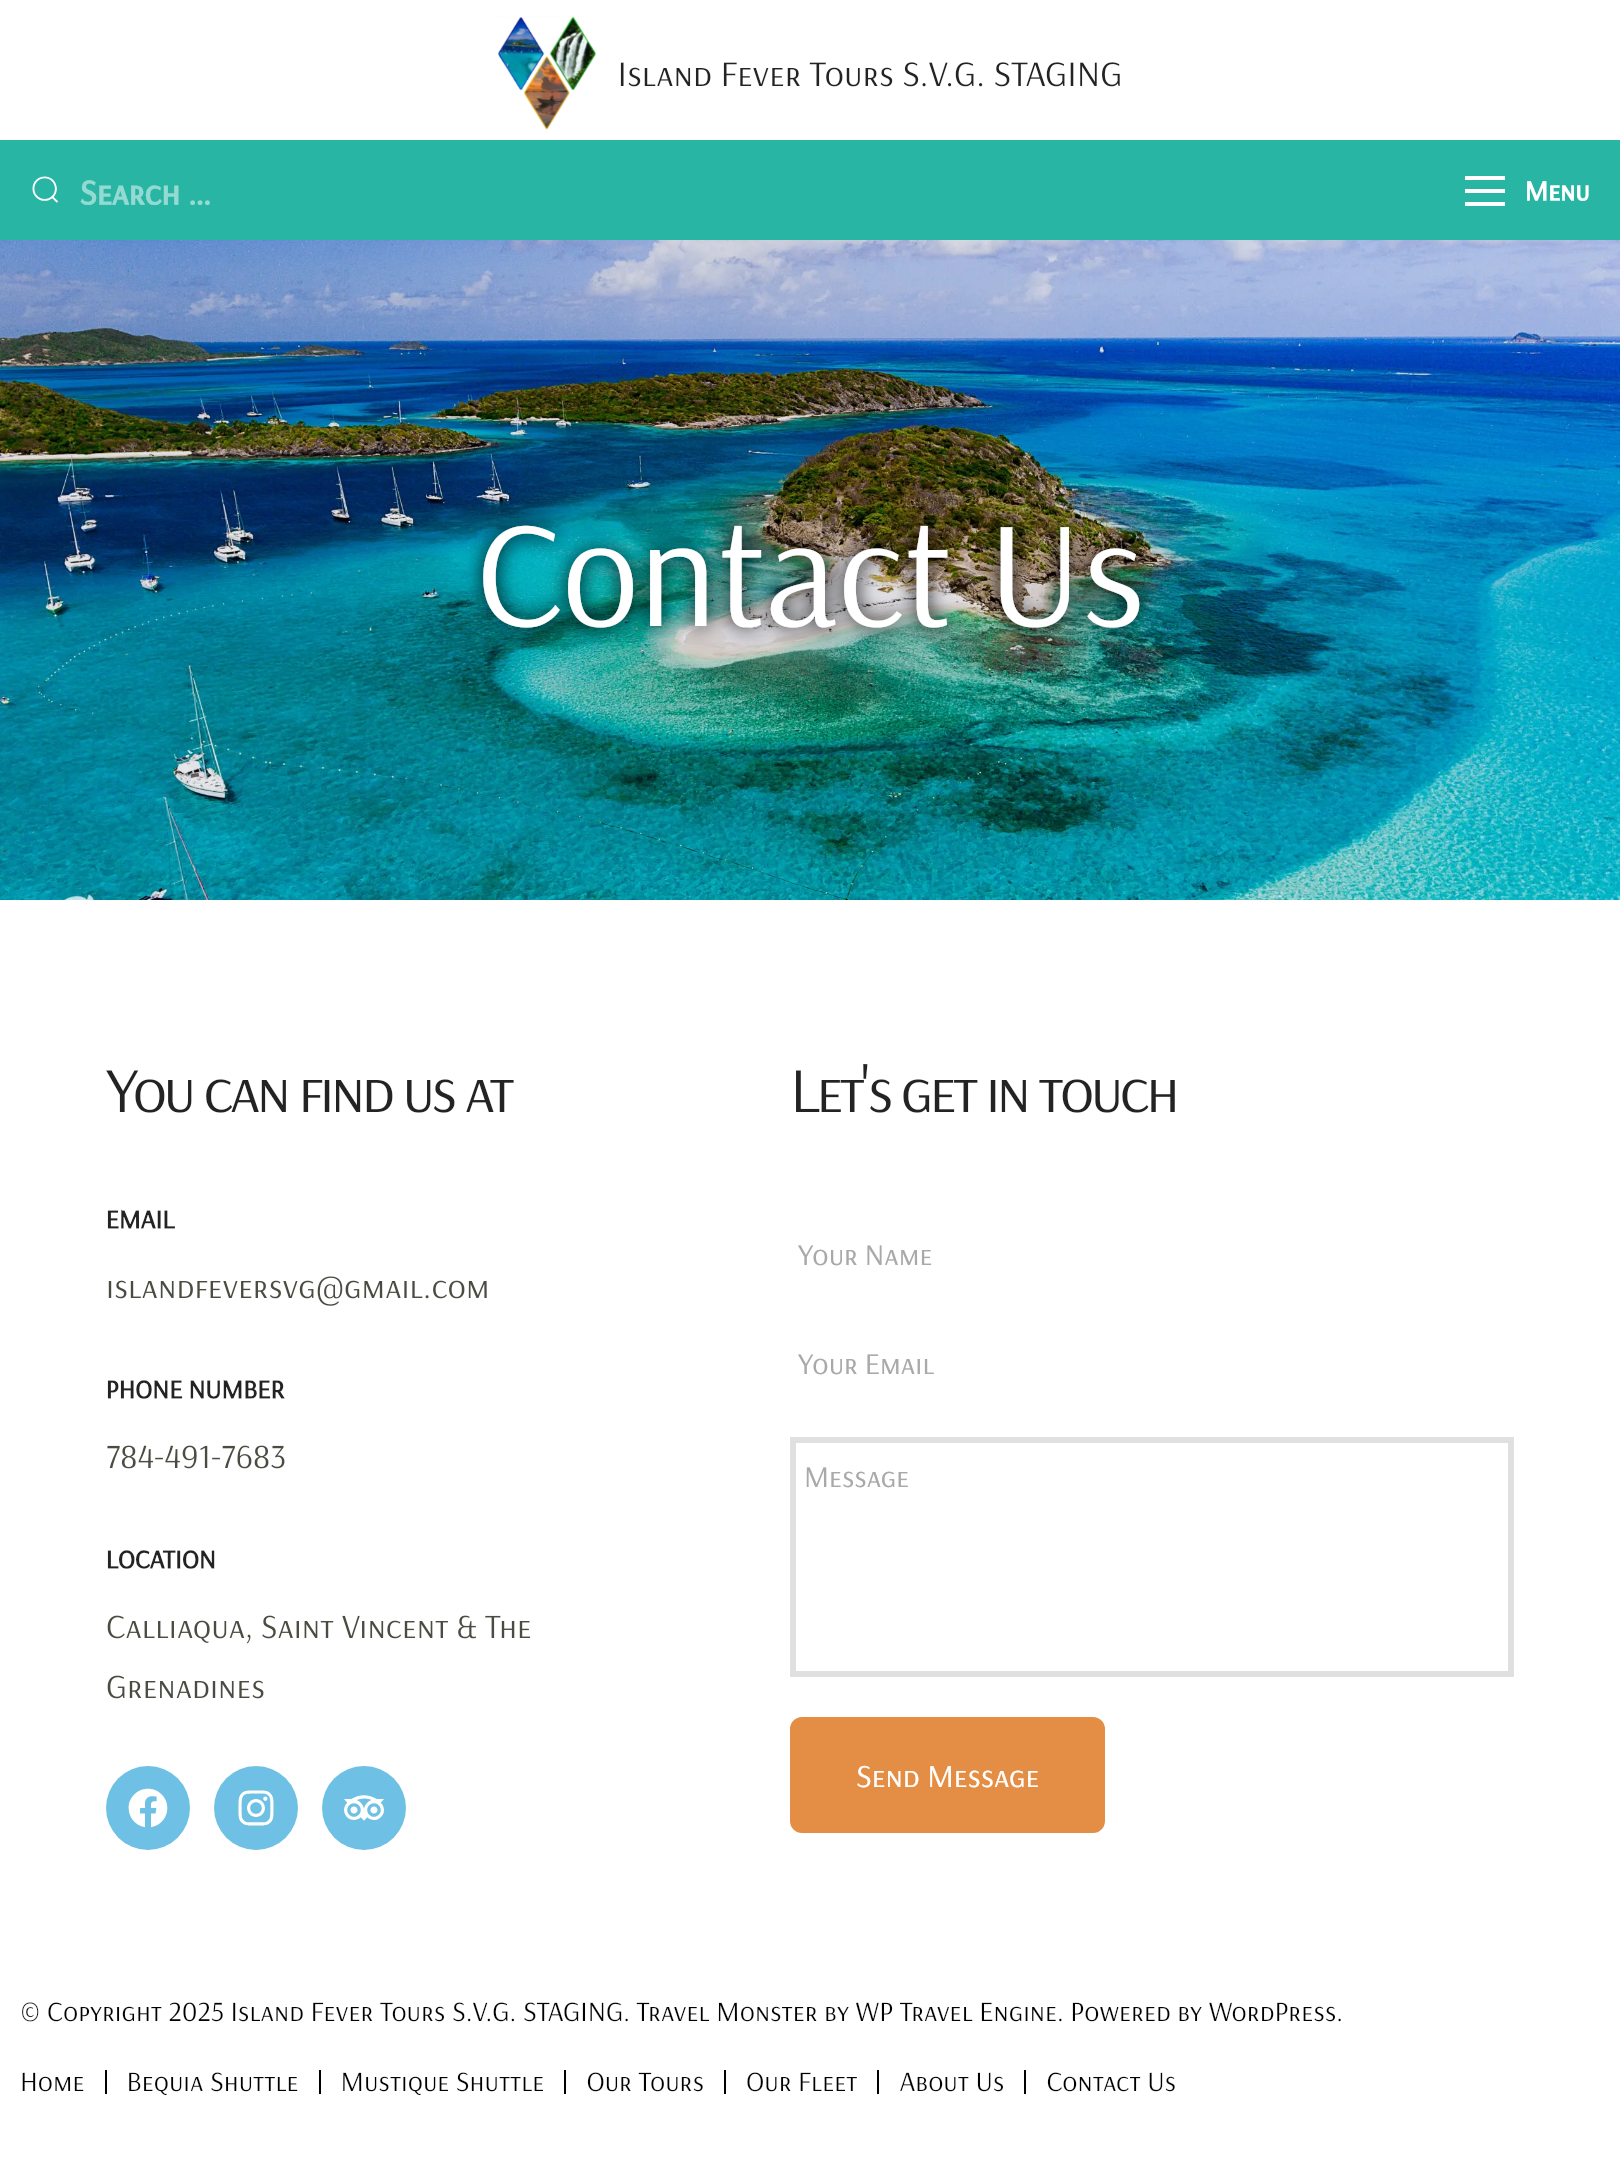 Island Fever Tours S.V.G. STAGING
Search ...
Menu
Contact Us
You can find us at
EMAIL
islandfeversvg@gmail.com
PHONE NUMBER
784-491-7683
LOCATION
Calliaqua, Saint Vincent & The
Grenadines
Let's get in touch
Your Name
Your Email
Message
Send Message
© Copyright 2025 Island Fever Tours S.V.G. STAGING. Travel Monster by WP Travel Engine. Powered by WordPress.
Home | Bequia Shuttle | Mustique Shuttle | Our Tours | Our Fleet | About Us | Contact Us